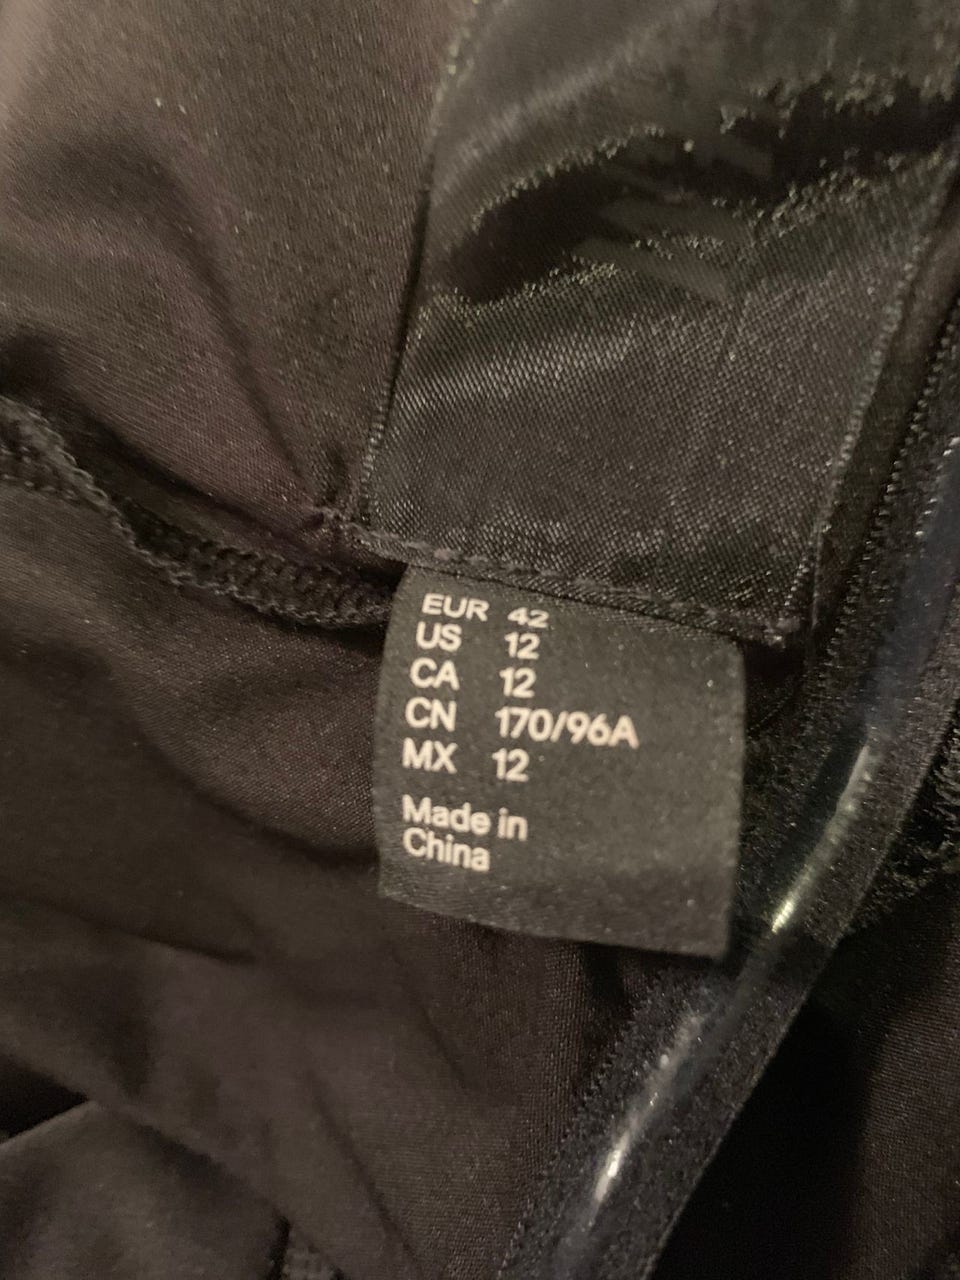 EUR 42
US 12
CA 12
CN 170/96A
MX 12
Made in
China